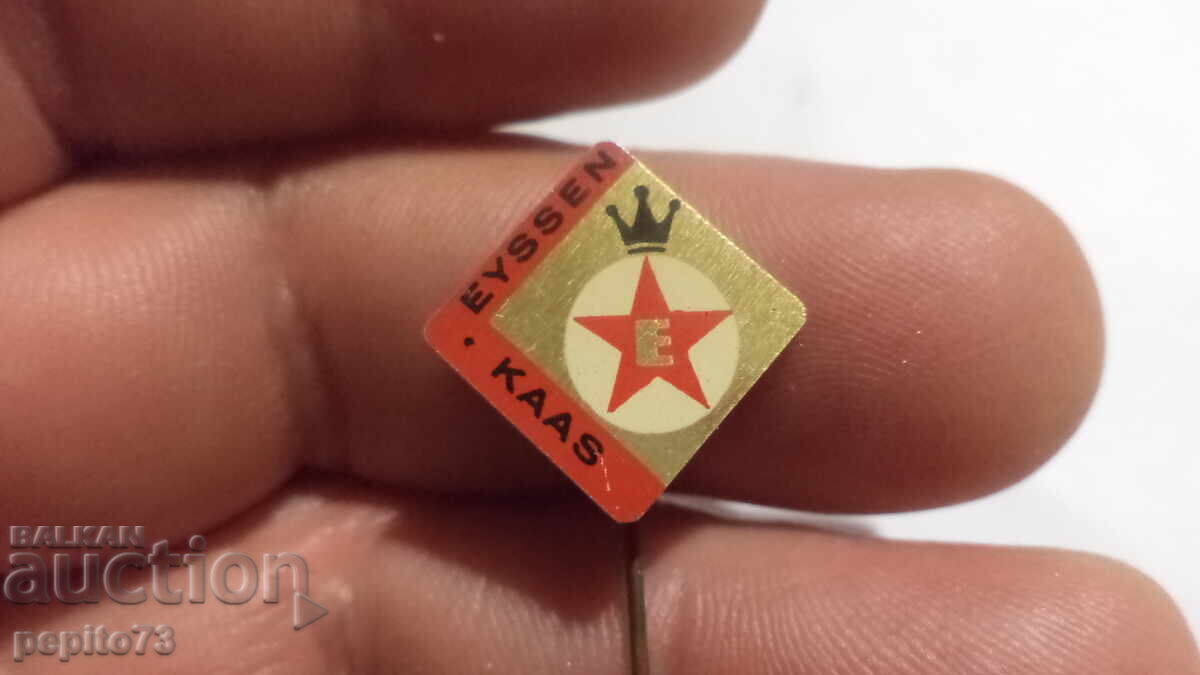 EYSSEN
• KAAS
E
BALKAN
auction
pepito73